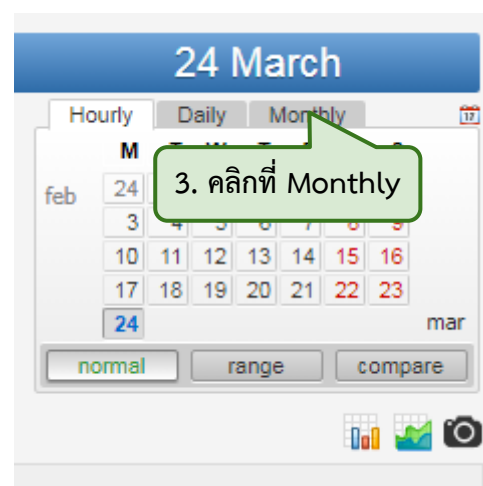 24 March
Hourly Daily Monthly 12
M
3. คลิกที่ Monthly
feb 24
3
10 11 12 13 14 15 16
17 18 19 20 21 22 23
24 mar
normal range compare